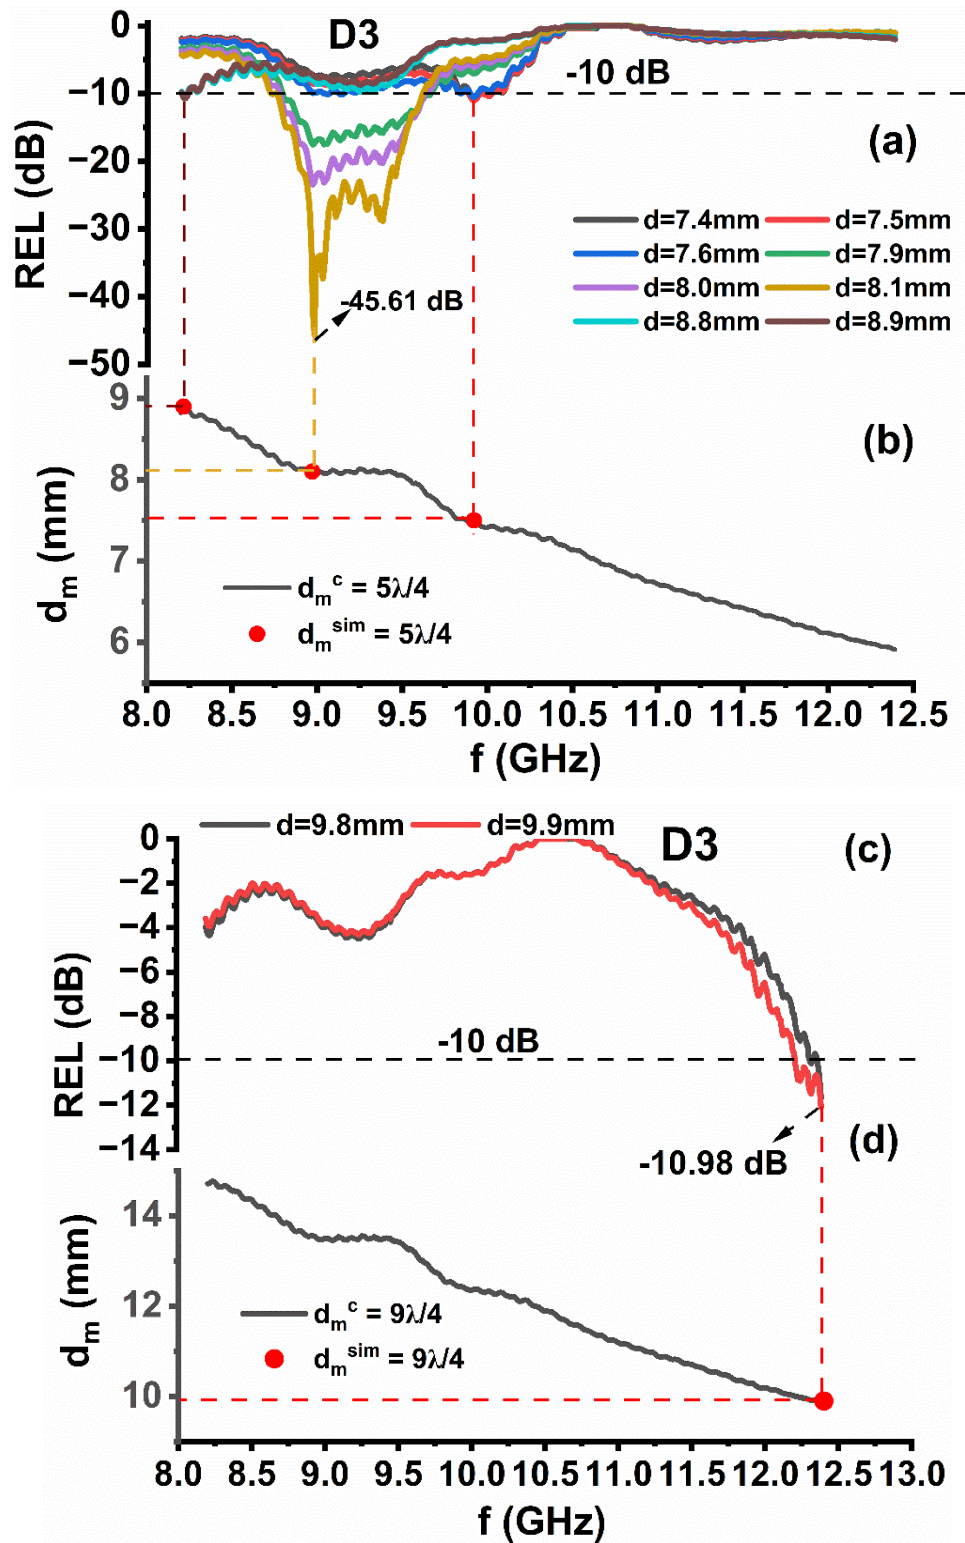 D3
-10 dB
(a)
REL (dB)
0
−10
−20
−30
−40
−50
d=7.4mm d=7.5mm
d=7.6mm d=7.9mm
d=8.0mm d=8.1mm
d=8.8mm d=8.9mm
-45.61 dB
(b)
dₘ (mm)
9
8
7
6
dₘᶜ = 5λ/4
dₘˢⁱᵐ = 5λ/4
8.0 8.5 9.0 9.5 10.0 10.5 11.0 11.5 12.0 12.5
f (GHz)
d=9.8mm d=9.9mm
D3
(c)
REL (dB)
0
−2
−4
−6
−8
−10
−12
−14
-10 dB
-10.98 dB
(d)
dₘ (mm)
14
12
10
dₘᶜ = 9λ/4
dₘˢⁱᵐ = 9λ/4
8.0 8.5 9.0 9.5 10.0 10.5 11.0 11.5 12.0 12.5 13.0
f (GHz)